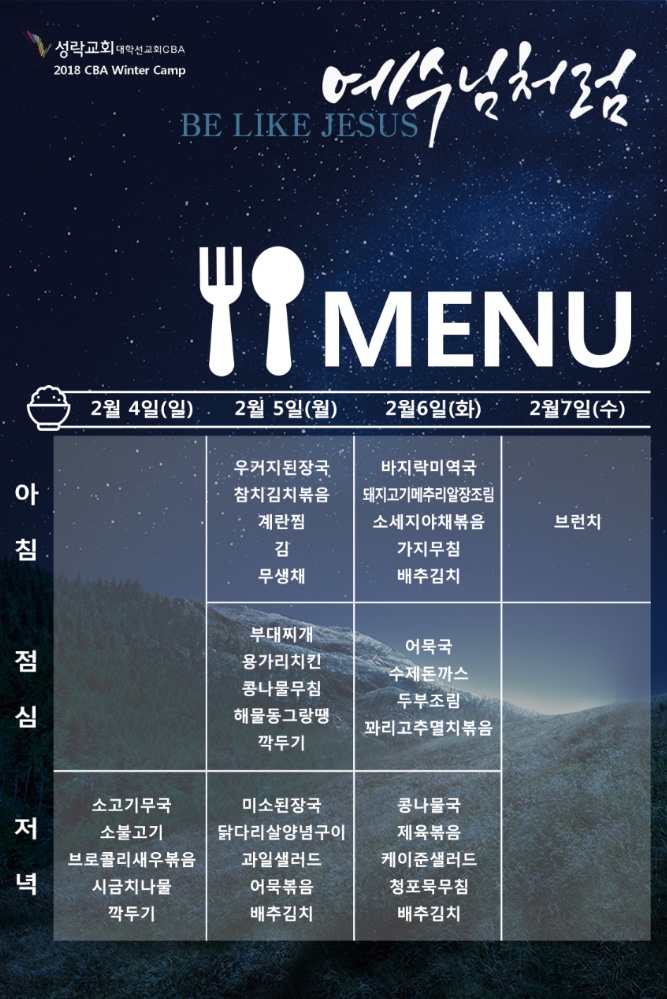 성락교회 대학선교회CBA
2018 CBA Winter Camp
예수님처럼
BE LIKE JESUS
MENU
2월 4일(일) 2월 5일(월) 2월6일(화) 2월7일(수)
아침
우거지된장국
참치김치볶음
계란찜
김
무생채
바지락미역국
돼지고기메추리알장조림
소세지야채볶음
가지무침
배추김치
브런치
점심
부대찌개
용가리치킨
콩나물무침
해물동그랑땡
깍두기
어묵국
수제돈까스
두부조림
꽈리고추멸치볶음
저녁
소고기무국
소불고기
브로콜리새우볶음
시금치나물
깍두기
미소된장국
닭다리살양념구이
과일샐러드
어묵볶음
배추김치
콩나물국
제육볶음
케이준샐러드
청포묵무침
배추김치